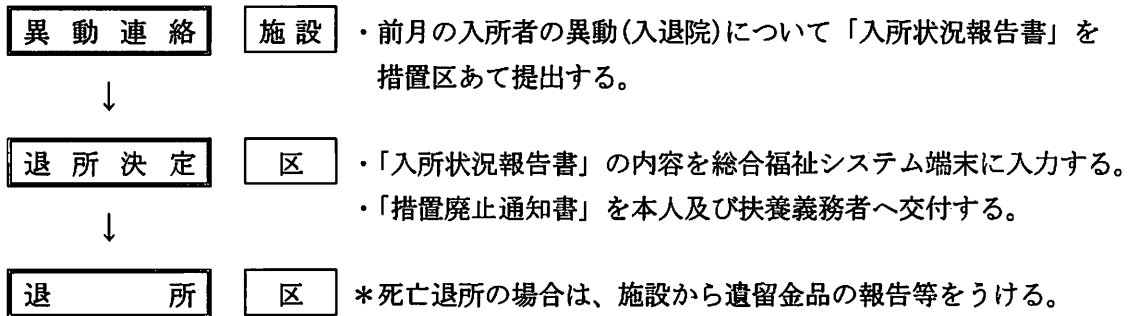 異動連絡 施設 ・前月の入所者の異動(入退院)について「入所状況報告書」を
措置区あて提出する。
↓
退所決定 区 ・「入所状況報告書」の内容を総合福祉システム端末に入力する。
・「措置廃止通知書」を本人及び扶養義務者へ交付する。
↓
退所 区 *死亡退所の場合は、施設から遺留金品の報告等をうける。